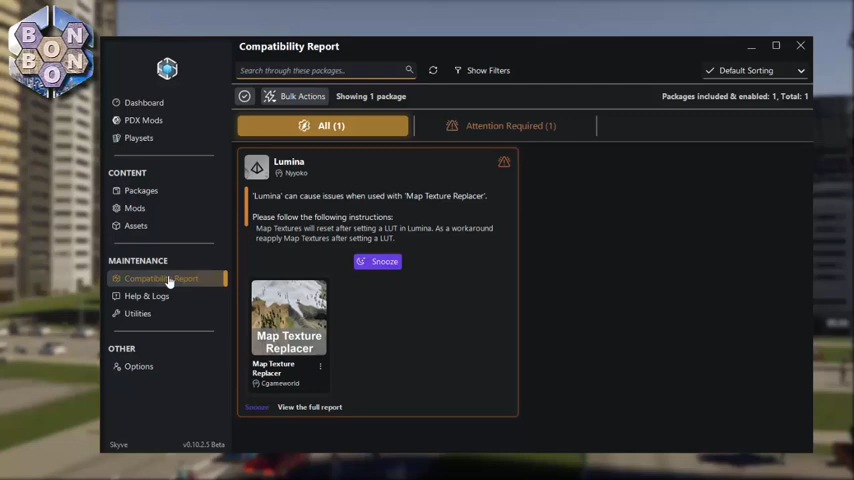 BON
BON
Compatibility Report
Search through these packages..
Show Filters
Default Sorting
Bulk Actions
Showing 1 package
Packages included & enabled: 1, Total: 1
All (1)
Attention Required (1)
Dashboard
PDX Mods
Playsets
CONTENT
Packages
Mods
Assets
MAINTENANCE
Compatibility Report
Help & Logs
Utilities
OTHER
Options
Skyve
v0.10.2.5 Beta
Lumina
Nyyoko
'Lumina' can cause issues when used with 'Map Texture Replacer'.
Please follow the following instructions:
Map Textures will reset after setting a LUT in Lumina. As a workaround
reapply Map Textures after setting a LUT.
Snooze
Map Texture
Replacer
Map Texture
Replacer
Cgameworld
Snooze
View the full report